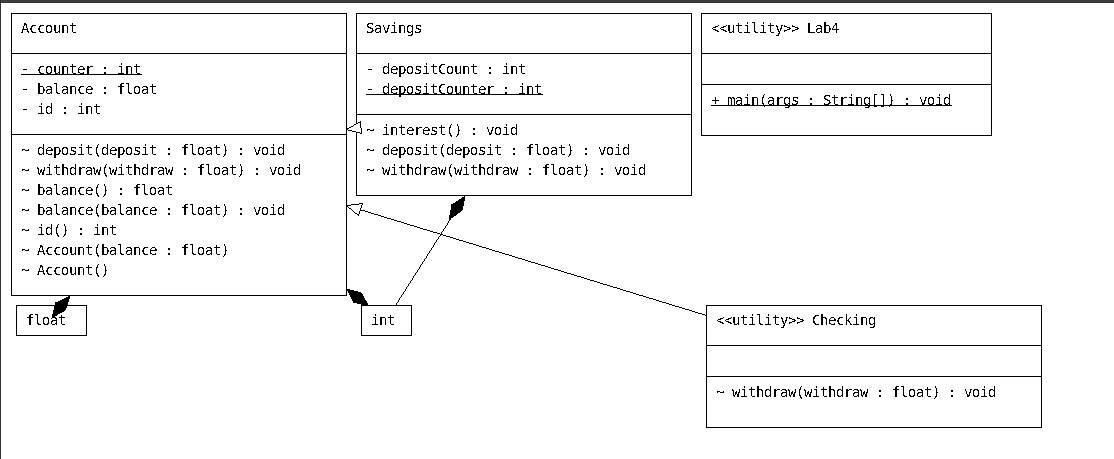 Account
- counter : int
- balance : float
- id : int
~ deposit(deposit : float) : void
~ withdraw(withdraw : float) : void
~ balance() : float
~ balance(balance : float) : void
~ id() : int
~ Account(balance : float)
~ Account()
Savings
- depositCount : int
- depositCounter : int
~ interest() : void
~ deposit(deposit : float) : void
~ withdraw(withdraw : float) : void
<<utility>> Lab4
+ main(args : String[]) : void
float
int
<<utility>> Checking
~ withdraw(withdraw : float) : void